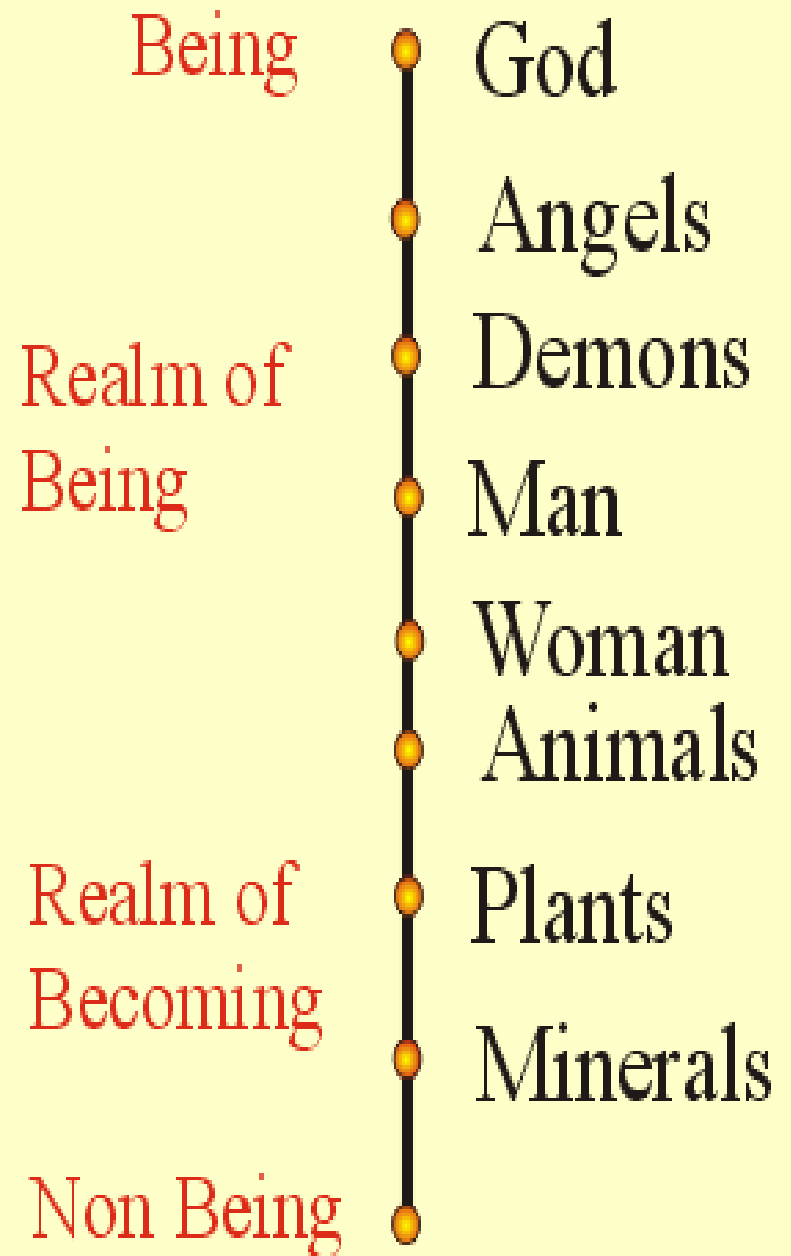 Being
God
Angels
Demons
Realm of
Being
Man
Woman
Animals
Realm of
Becoming
Plants
Minerals
Non Being